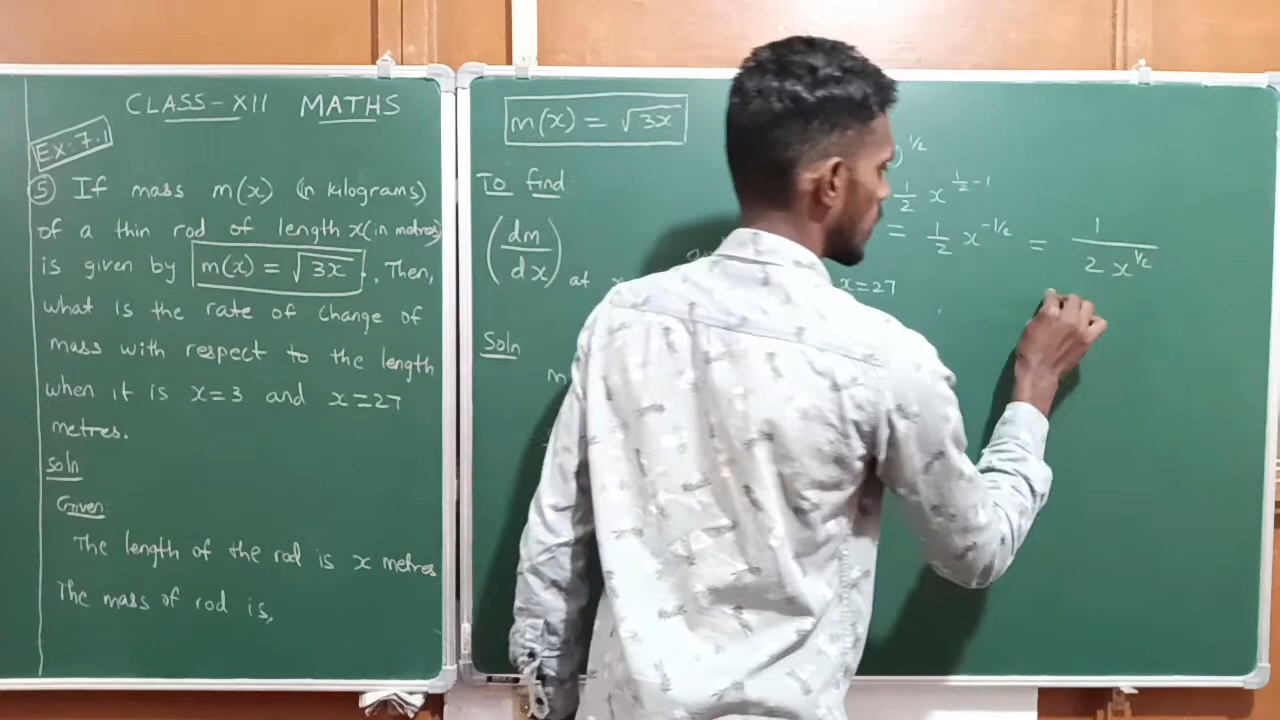 CLASS-XII MATHS
Ex: 7.1
⑤ If mass m(x) (in kilograms)
of a thin rod of length x (in metres)
is given by m(x) = √3x. Then,
what is the rate of change of
mass with respect to the length
when it is x=3 and x=27
metres.
soln
Given:
The length of the rod is x metres
The mass of rod is,
m(x) = √3x
To find
(dm/dx) at x
x=27
Soln
m
)^1/2
1/2 x^(1/2-1)
= 1/2 x^(-1/2) = 1/(2 x^(1/2))